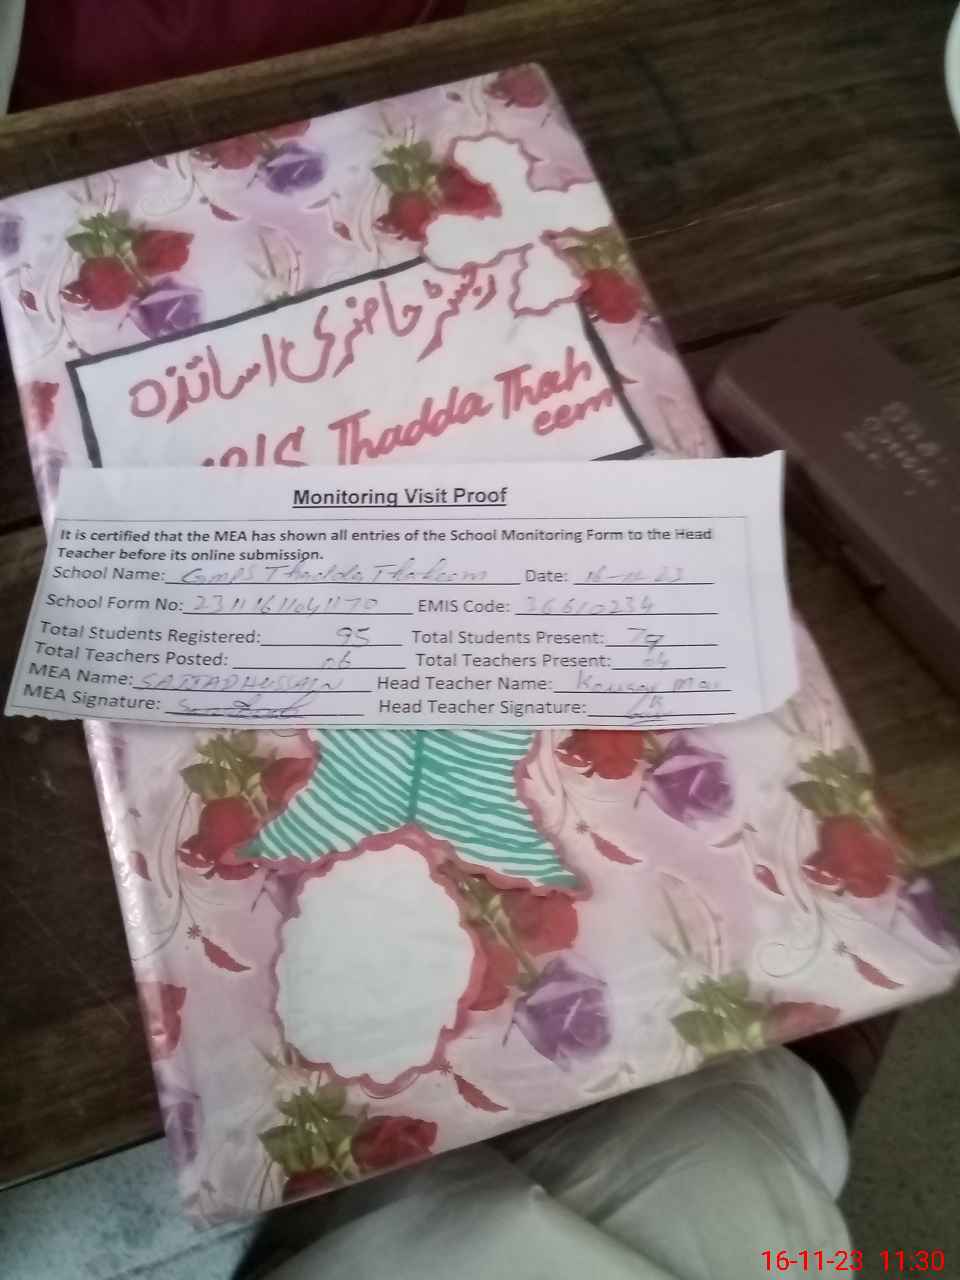 رجسٹر حاضری اساتذہ
Thadda Thah
eem
Monitoring Visit Proof
It is certified that the MEA has shown all entries of the School Monitoring Form to the Head
Teacher before its online submission.
School Name: GMPS Thadda Thaheem Date: 16-11-23
School Form No: EMIS Code: 36610234
Total Students Registered: 95 Total Students Present: 79
Total Teachers Posted: 06 Total Teachers Present: 04
MEA Name: SAJJAD HUSSAIN Head Teacher Name: Kousar Mai
MEA Signature: Head Teacher Signature:
16-11-23 11:30